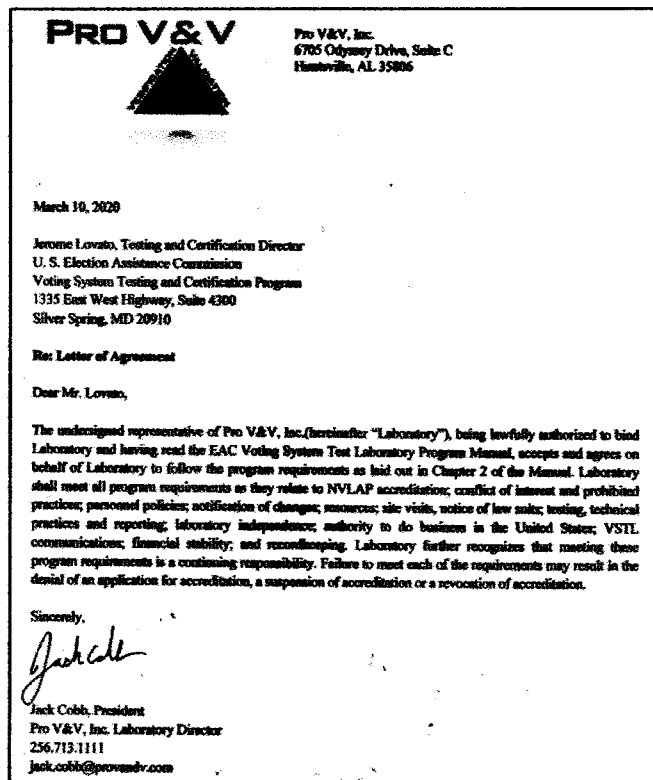 PRO V&V
Pro V&V, Inc.
6705 Odyssey Drive, Suite C
Huntsville, AL 35806
March 10, 2020
Jerome Lovato, Testing and Certification Director
U. S. Election Assistance Commission
Voting System Testing and Certification Program
1335 East West Highway, Suite 4300
Silver Spring, MD 20910
Re: Letter of Agreement
Dear Mr. Lovato,
The undersigned representative of Pro V&V, Inc.(hereinafter “Laboratory”), being lawfully authorized to bind
Laboratory and having read the EAC Voting System Test Laboratory Program Manual, accepts and agrees on
behalf of Laboratory to follow the program requirements as laid out in Chapter 2 of the Manual. Laboratory
shall meet all program requirements as they relate to NVLAP accreditation; conflict of interest and prohibited
practices; personnel policies; notification of changes; resources; site visits, notice of law suits; testing, technical
practices and reporting; laboratory independence; authority to do business in the United States; VSTL
communications; financial stability; and recordkeeping. Laboratory further recognizes that meeting these
program requirements is a continuing responsibility. Failure to meet each of the requirements may result in the
denial of an application for accreditation, a suspension of accreditation or a revocation of accreditation.
Sincerely,
Jack Cobb
Jack Cobb, President
Pro V&V, Inc. Laboratory Director
256.713.1111
jack.cobb@provandv.com